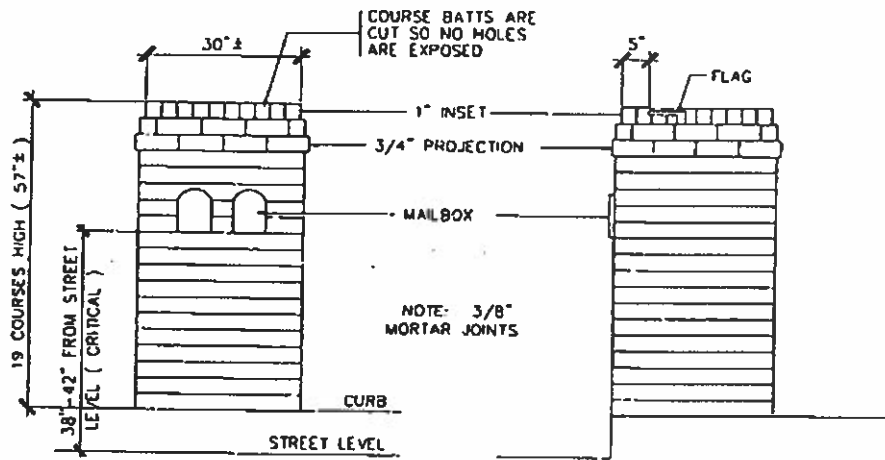 COURSE BATTS ARE
CUT SO NO HOLES
ARE EXPOSED
30"±
5"
FLAG
1" INSET
3/4" PROJECTION
MAILBOX
19 COURSES HIGH ( 57"± )
38"-42" FROM STREET
LEVEL ( CRITICAL )
NOTE: 3/8"
MORTAR JOINTS
CURB
STREET LEVEL